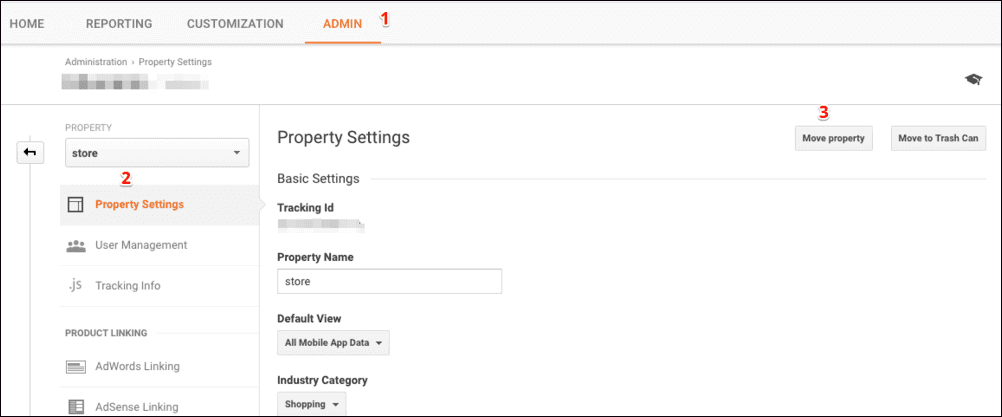 HOME REPORTING CUSTOMIZATION ADMIN 1
Administration › Property Settings
PROPERTY
store
2
Property Settings
User Management
.js Tracking Info
PRODUCT LINKING
AdWords Linking
AdSense Linking
3
Property Settings
Move property
Move to Trash Can
Basic Settings
Tracking Id
Property Name
store
Default View
All Mobile App Data
Industry Category
Shopping